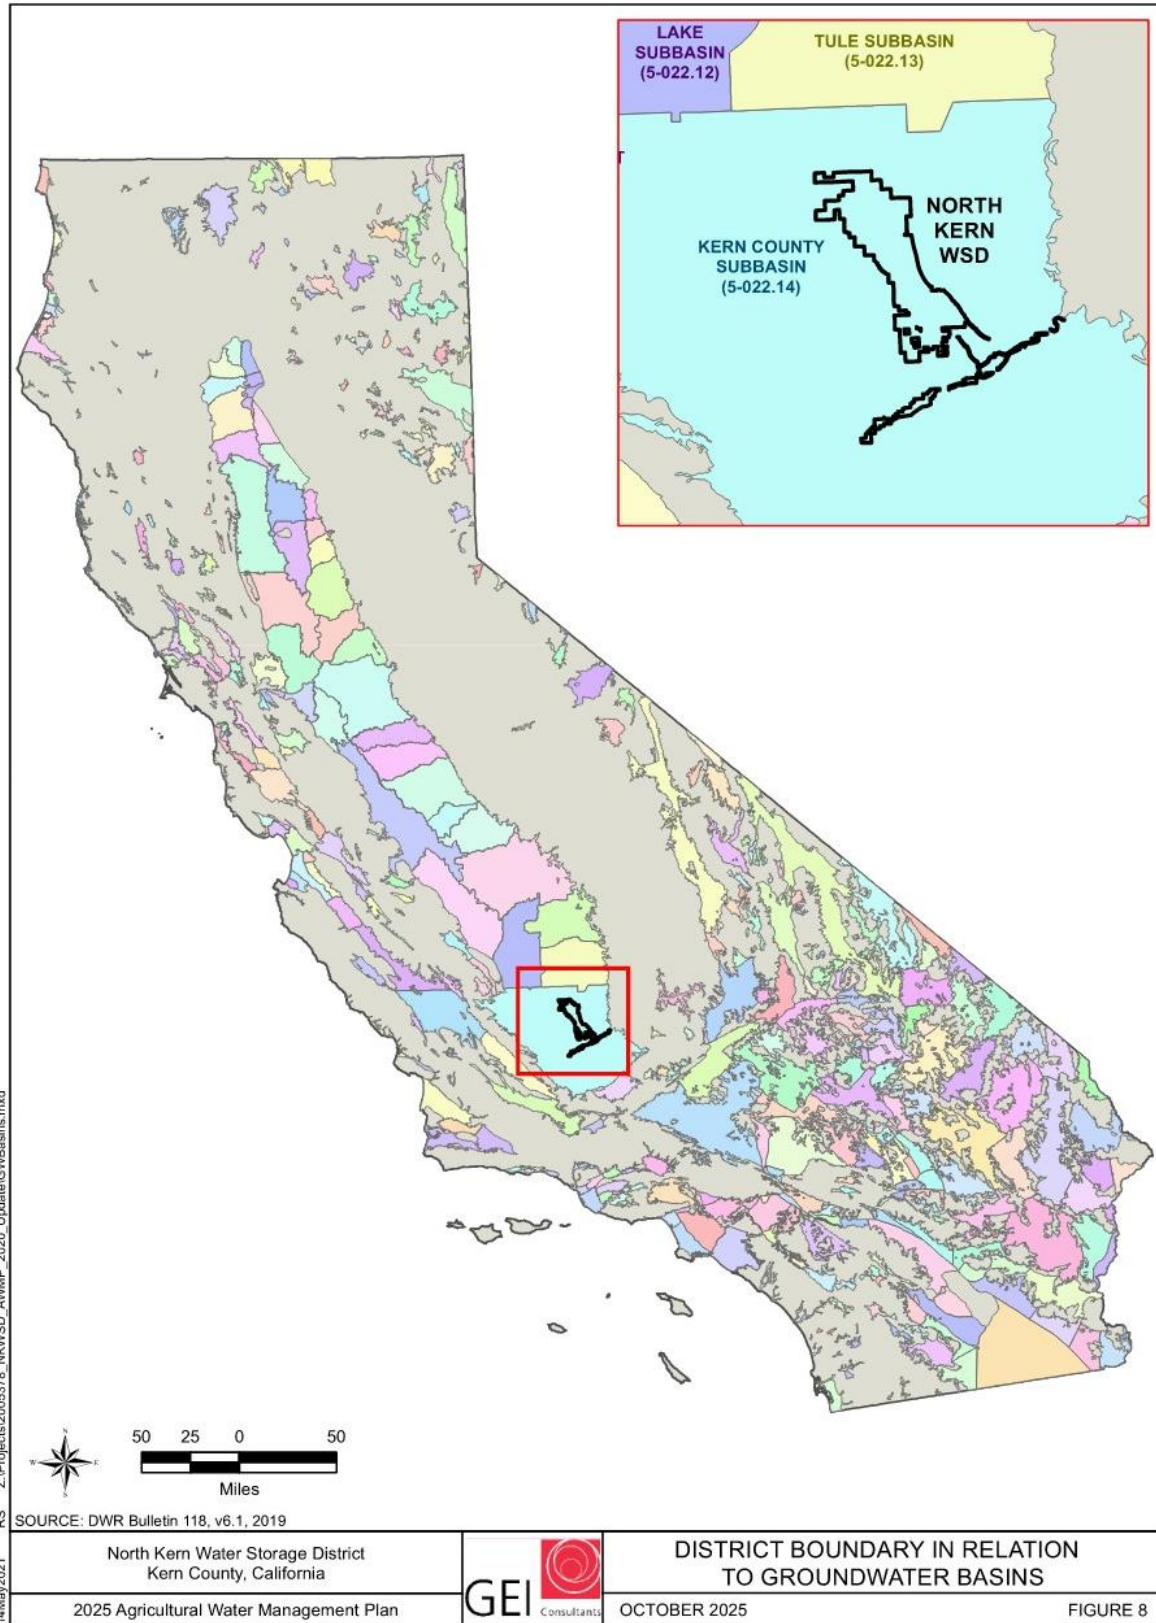 LAKE
SUBBASIN
(5-022.12)
TULE SUBBASIN
(5-022.13)
NORTH
KERN
WSD
KERN COUNTY
SUBBASIN
(5-022.14)
N
W E
S
50 25 0 50
Miles
SOURCE: DWR Bulletin 118, v6.1, 2019
14May2021 RS
North Kern Water Storage District
Kern County, California
2025 Agricultural Water Management Plan
GEI Consultants
DISTRICT BOUNDARY IN RELATION
TO GROUNDWATER BASINS
OCTOBER 2025
FIGURE 8